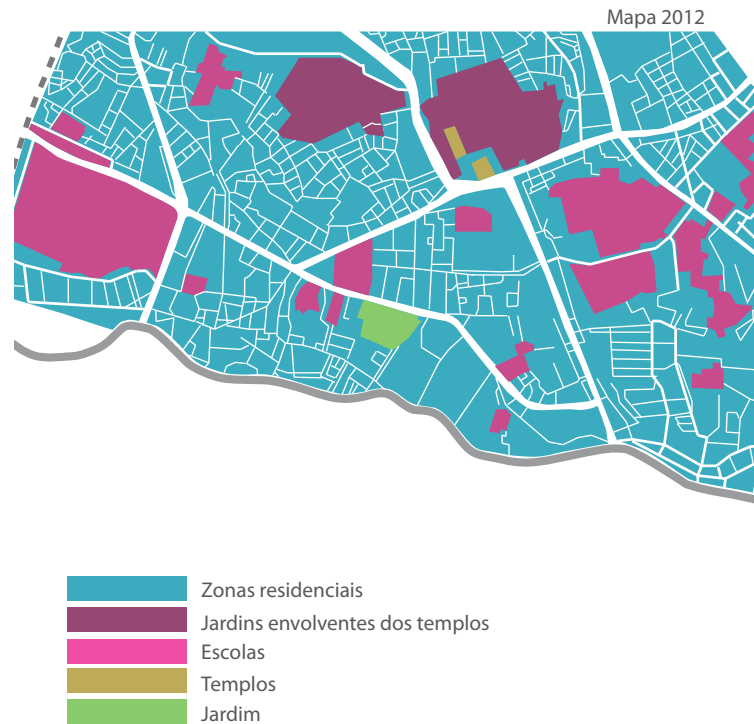 Mapa 2012
Zonas residenciais
Jardins envolventes dos templos
Escolas
Templos
Jardim